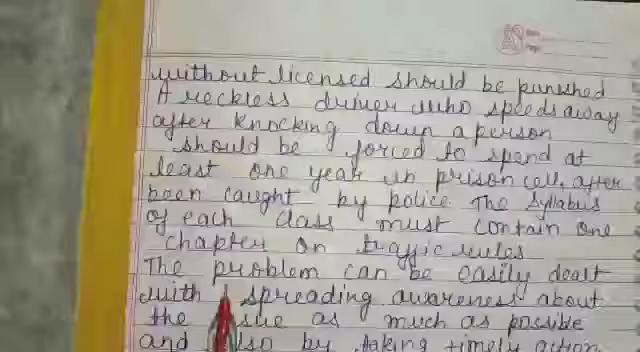 without licensed should be punished
A reckless driver who speeds away
after knocking down a person
should be forced to spend at
least one year in prison cell, after
been caught by police. The syllabus
of each class must contain one
chapter on traffic rules
The problem can be easily dealt
with spreading awareness about
the as much as possible
and also by taking timely action